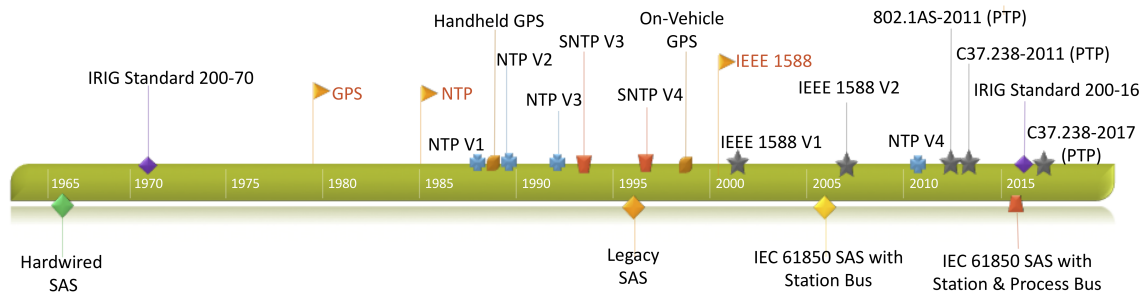 802.1AS-2011 (PTP)
Handheld GPS
On-Vehicle
GPS
SNTP V3
C37.238-2011 (PTP)
NTP V2
IEEE 1588
IRIG Standard 200-70
GPS
NTP
NTP V3
SNTP V4
IEEE 1588 V2
IRIG Standard 200-16
NTP V1
IEEE 1588 V1
NTP V4
C37.238-2017
(PTP)
1965 1970 1975 1980 1985 1990 1995 2000 2005 2010 2015
Hardwired
SAS
Legacy
SAS
IEC 61850 SAS with
Station Bus
IEC 61850 SAS with
Station & Process Bus